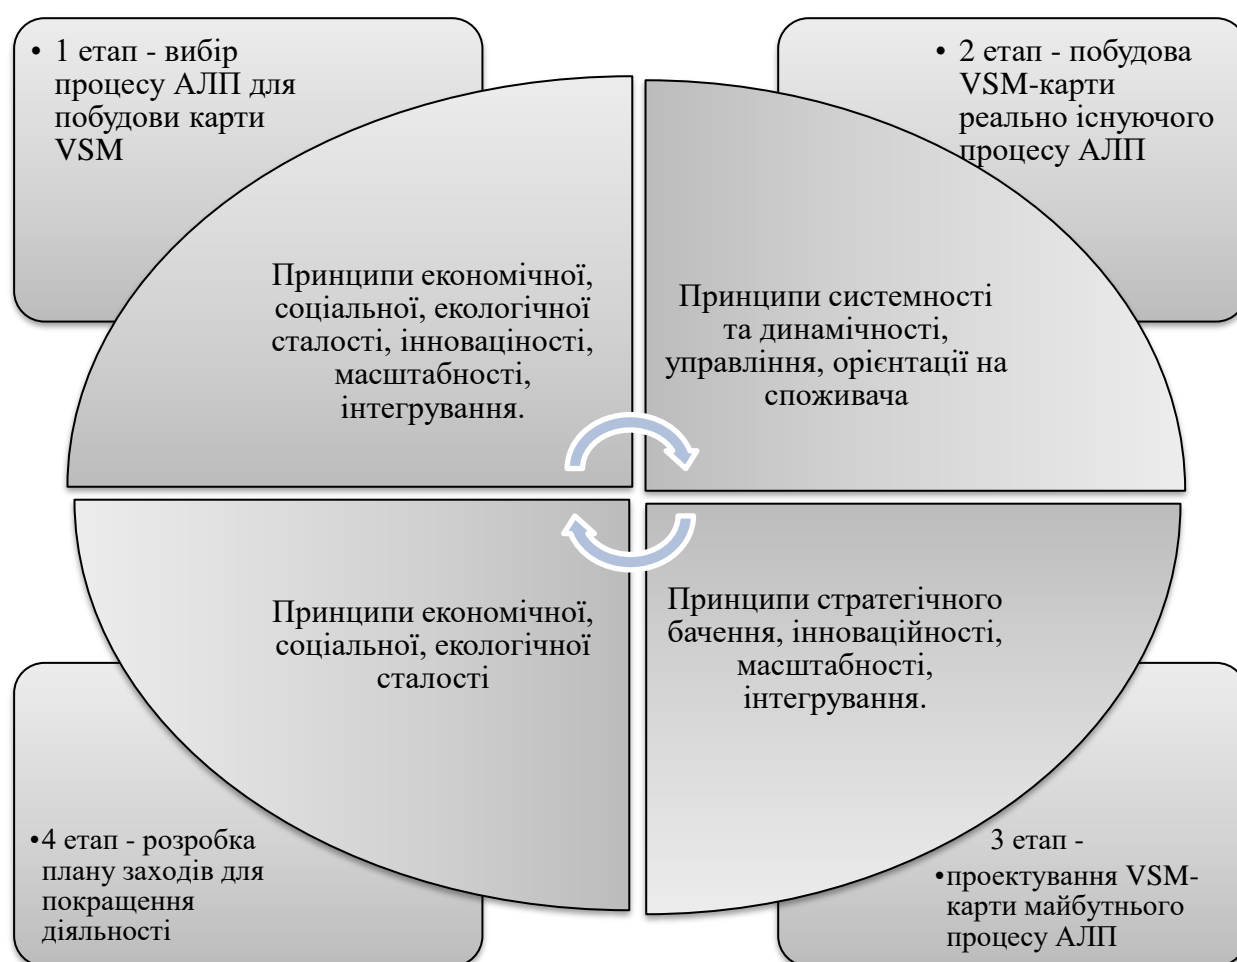 • 1 етап - вибір
процесу АЛП для
побудови карти
VSM
• 2 етап - побудова
VSM-карти
реально існуючого
процесу АЛП
Принципи економічної,
соціальної, екологічної
сталості, інноваціності,
масштабності,
інтегрування.
Принципи системності
та динамічності,
управління, орієнтації на
споживача
Принципи економічної,
соціальної, екологічної
сталості
Принципи стратегічного
бачення, інноваційності,
масштабності,
інтегрування.
•4 етап - розробка
плану заходів для
покращення
діяльності
3 етап -
•проектування VSM-
карти майбутнього
процесу АЛП